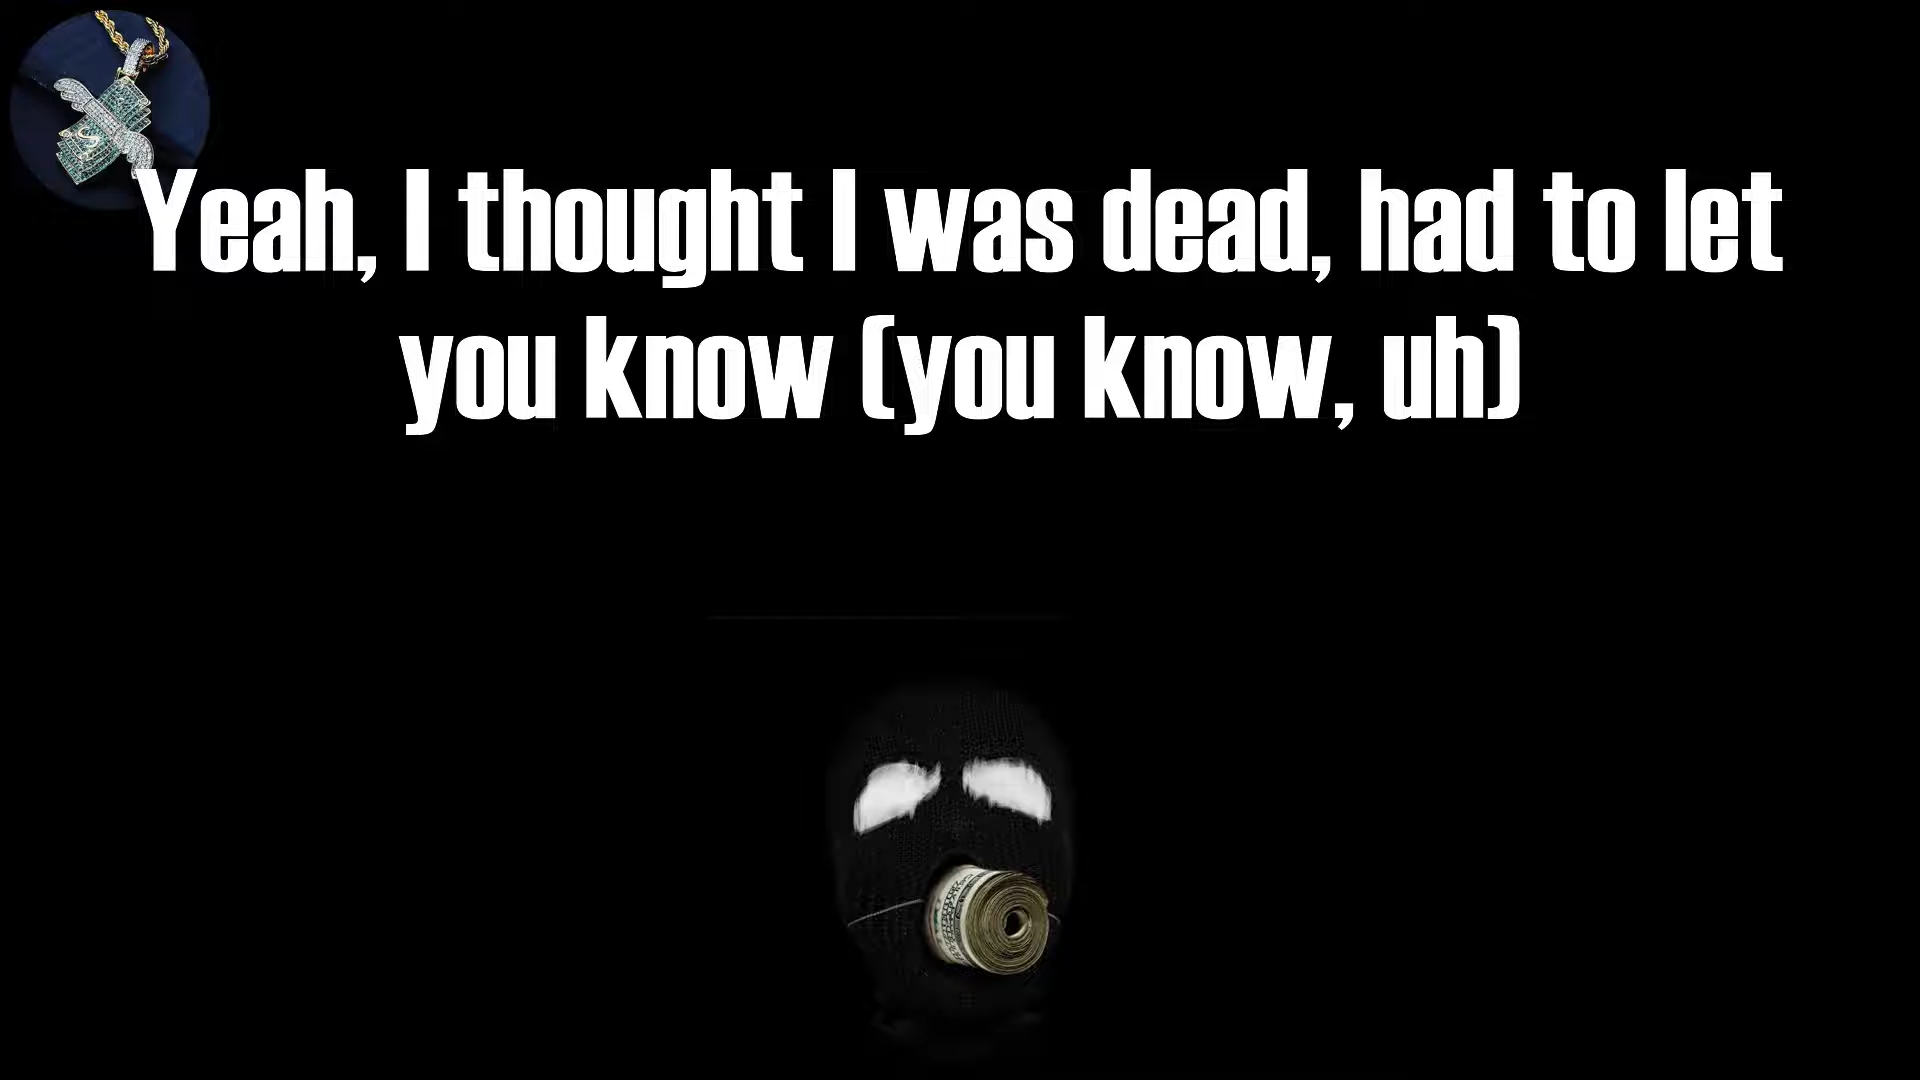 Yeah, I thought I was dead, had to let
you know (you know, uh)